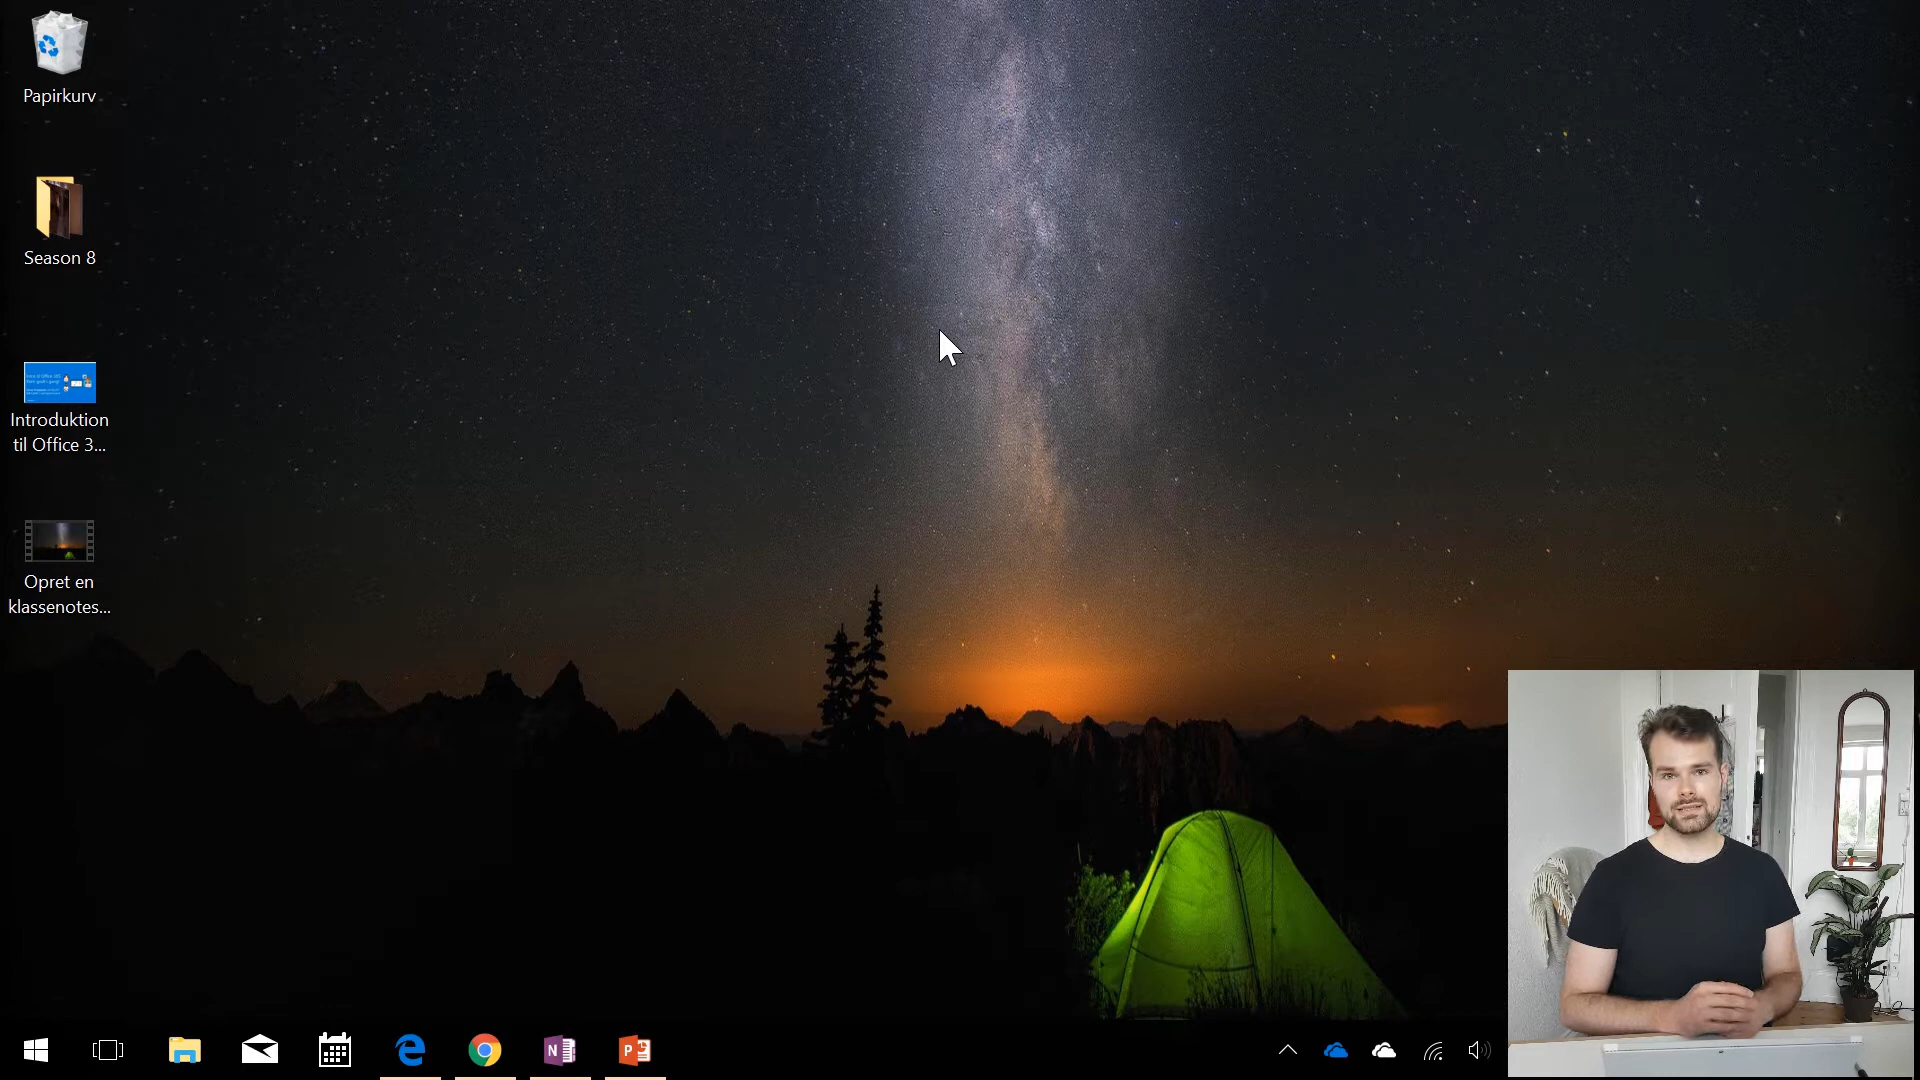 Papirkurv
Season 8
Introduktion
til Office 3...
Opret en
klassenotes...